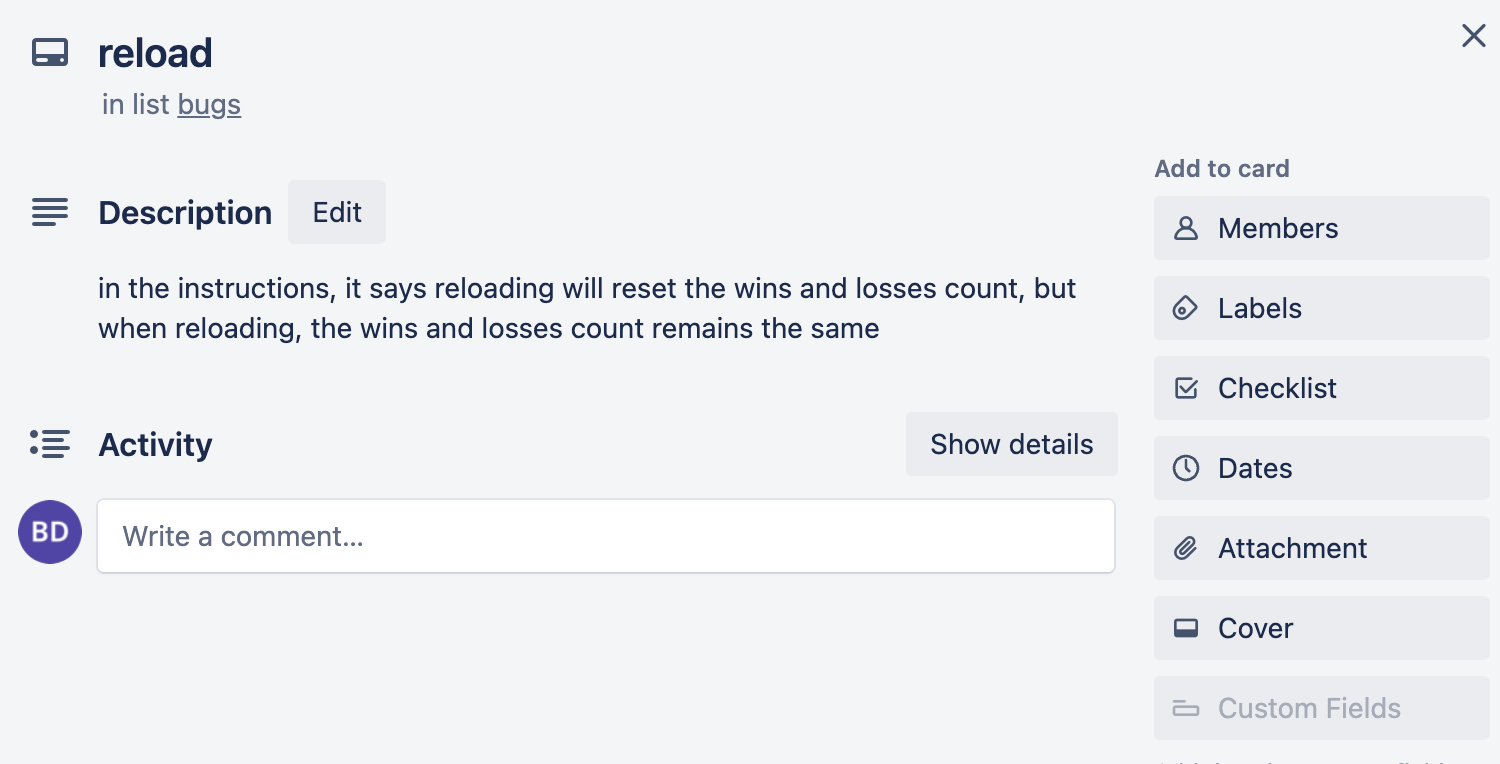 reload
in list bugs
Add to card
Description
Edit
Members
in the instructions, it says reloading will reset the wins and losses count, but
when reloading, the wins and losses count remains the same
Labels
Checklist
Activity
Show details
Dates
BD
Write a comment...
Attachment
Cover
Custom Fields